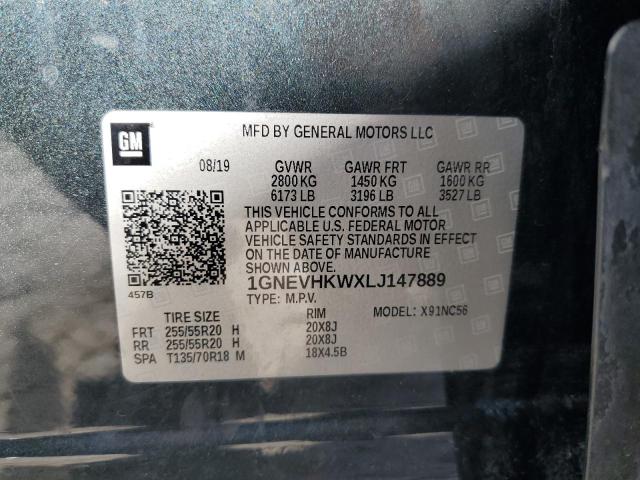 GM
MFD BY GENERAL MOTORS LLC
08/19 GVWR GAWR FRT GAWR RR
2800 KG 1450 KG 1600 KG
6173 LB 3196 LB 3527 LB
THIS VEHICLE CONFORMS TO ALL
APPLICABLE U.S. FEDERAL MOTOR
VEHICLE SAFETY STANDARDS IN EFFECT
ON THE DATE OF MANUFACTURE
SHOWN ABOVE.
457B
1GNEVHKWXLJ147889
TYPE: M.P.V. MODEL: X91NC56
TIRE SIZE RIM
FRT 255/55R20 H 20X8J
RR 255/55R20 H 20X8J
SPA T135/70R18 M 18X4.5B